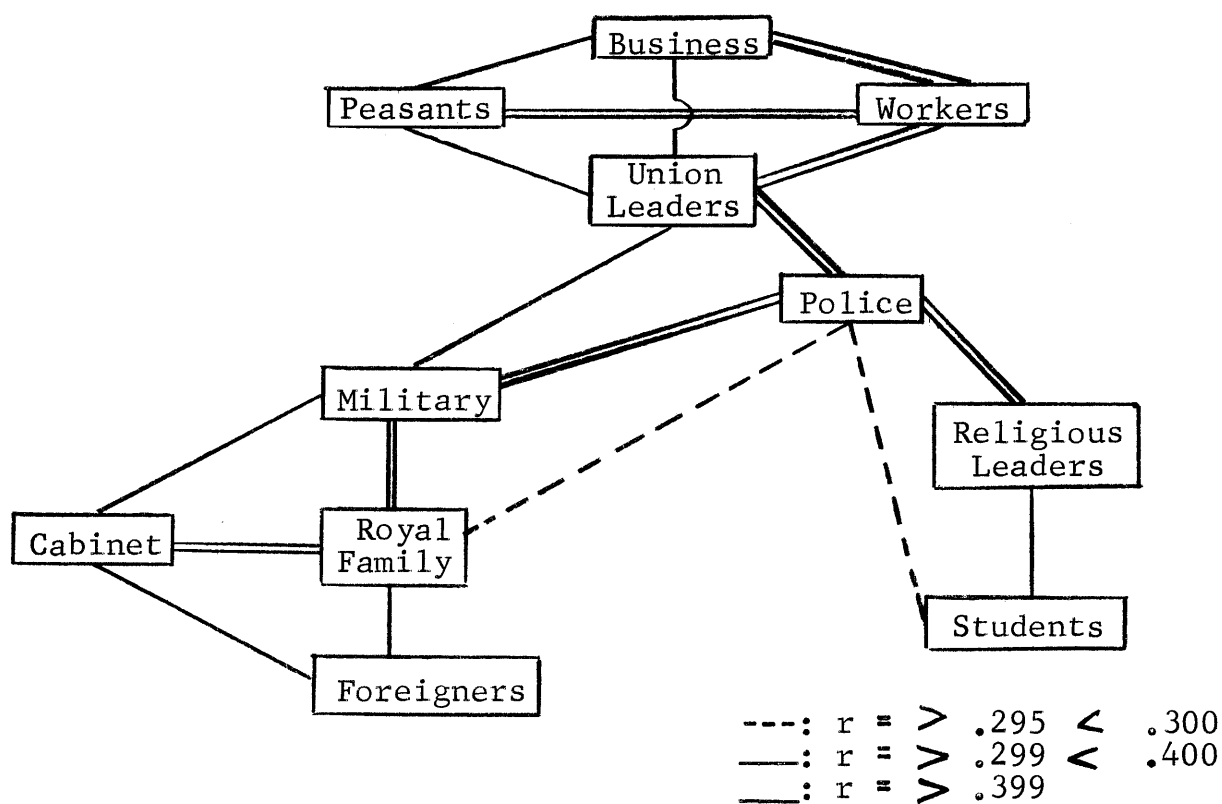 Business
Peasants
Workers
Union
Leaders
Police
Military
Religious
Leaders
Cabinet
Royal
Family
Students
Foreigners
---: r = > .295 < .300
___: r = > .299 < .400
___: r = > .399